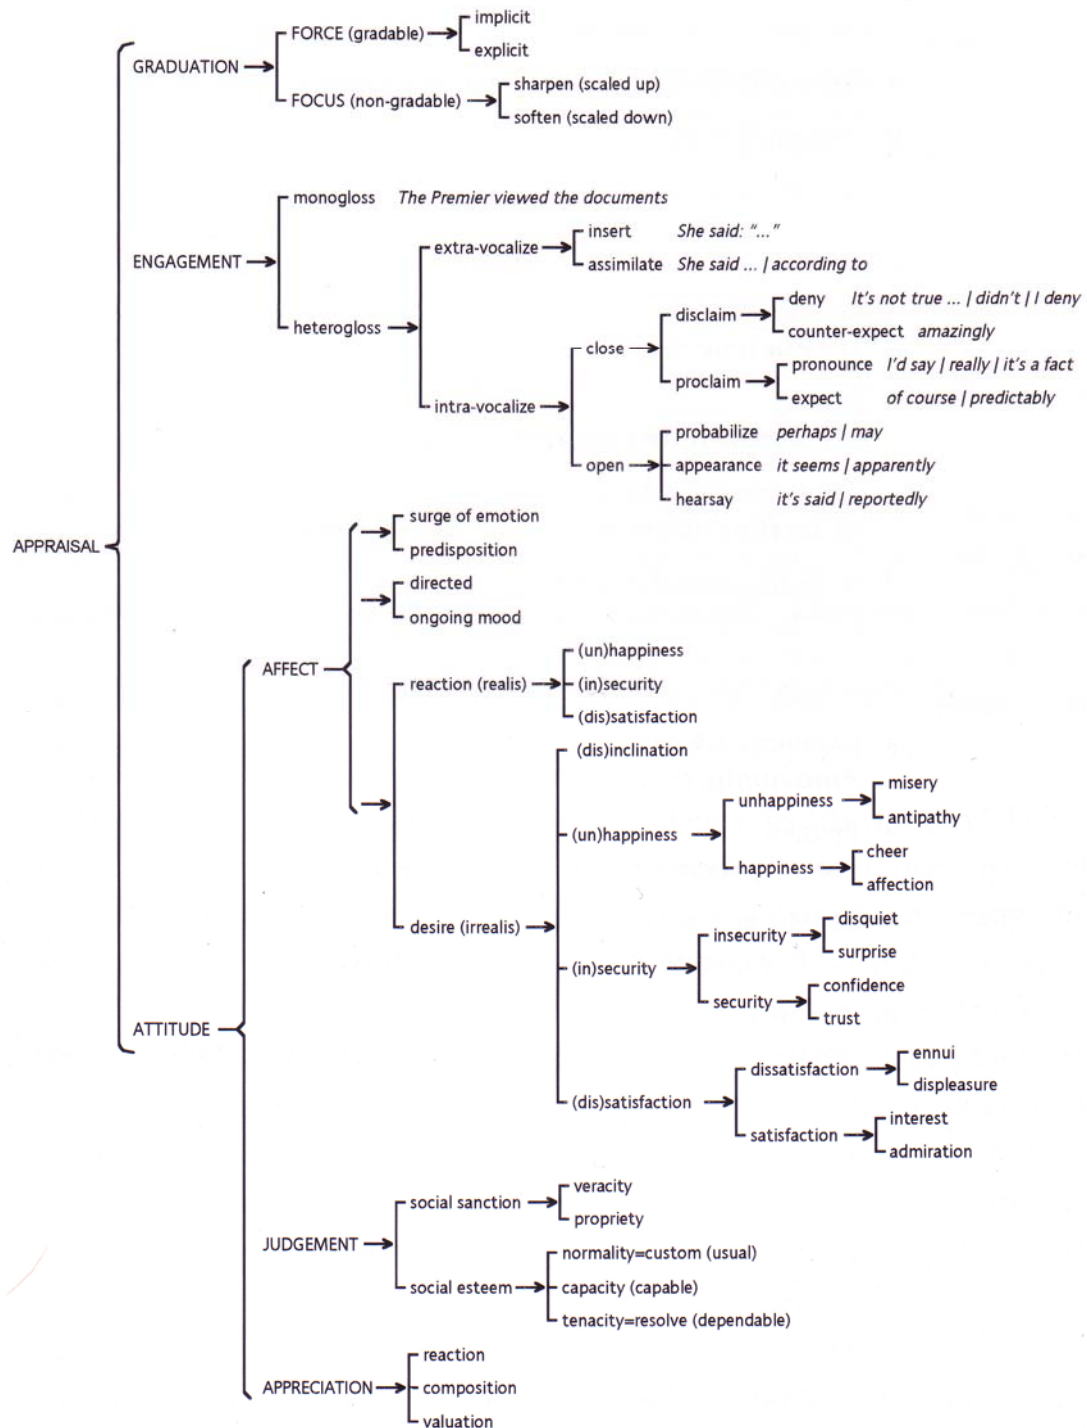 implicit
FORCE (gradable)
explicit
GRADUATION
sharpen (scaled up)
FOCUS (non-gradable)
soften (scaled down)
monogloss The Premier viewed the documents
insert She said: “...”
extra-vocalize
ENGAGEMENT
assimilate She said ... | according to
deny It’s not true ... | didn’t | I deny
disclaim
heterogloss
counter-expect amazingly
close
pronounce I’d say | really | it’s a fact
proclaim
expect of course | predictably
intra-vocalize
probabilize perhaps | may
open
appearance it seems | apparently
hearsay it’s said | reportedly
surge of emotion
APPRAISAL
predisposition
directed
ongoing mood
(un)happiness
AFFECT
reaction (realis)
(in)security
(dis)satisfaction
(dis)inclination
misery
unhappiness
antipathy
(un)happiness
cheer
happiness
affection
disquiet
desire (irrealis)
insecurity
surprise
(in)security
confidence
security
trust
ATTITUDE
ennui
dissatisfaction
displeasure
(dis)satisfaction
interest
satisfaction
admiration
veracity
social sanction
propriety
JUDGEMENT
normality=custom (usual)
social esteem
capacity (capable)
tenacity=resolve (dependable)
reaction
APPRECIATION
composition
valuation